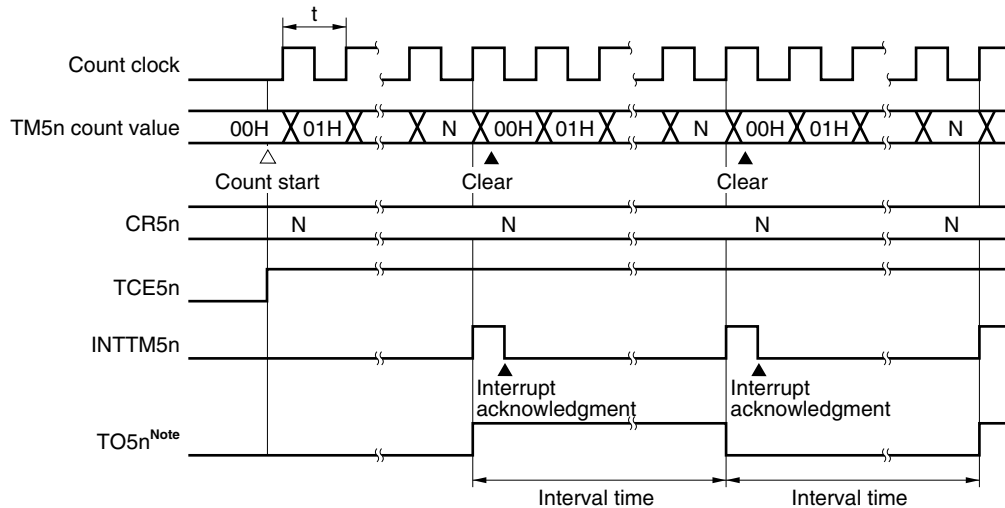 t
Count clock
TM5n count value 00H 01H N 00H 01H N 00H 01H N
Count start Clear Clear
CR5n N N N N
TCE5n
INTTM5n
Interrupt acknowledgment Interrupt acknowledgment
TO5nNote
Interval time Interval time